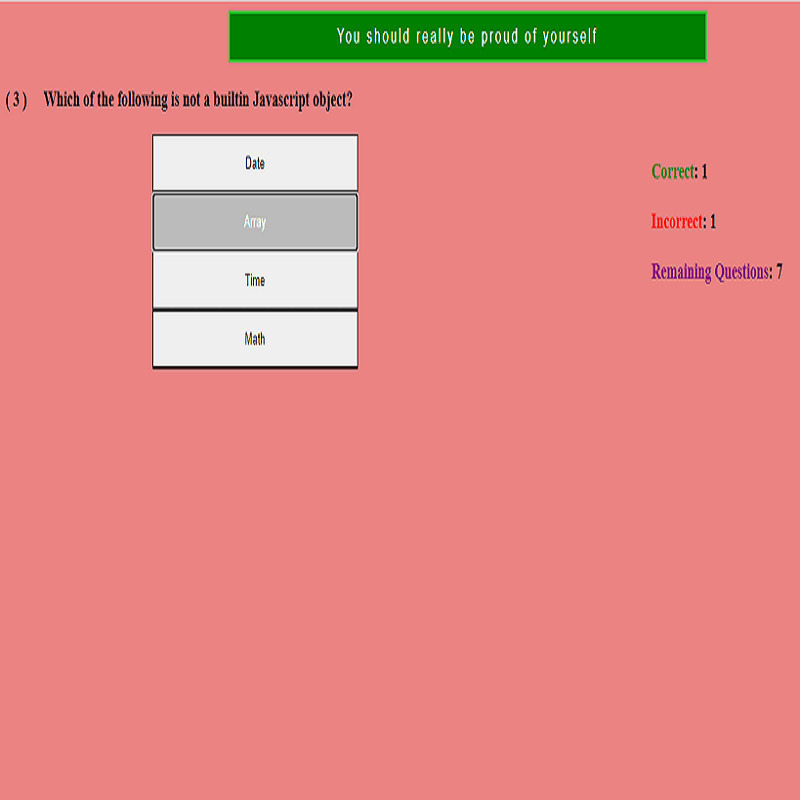 You should really be proud of yourself
(3) Which of the following is not a builtin Javascript object?
Date
Array
Time
Math
Correct: 1
Incorrect: 1
Remaining Questions: 7